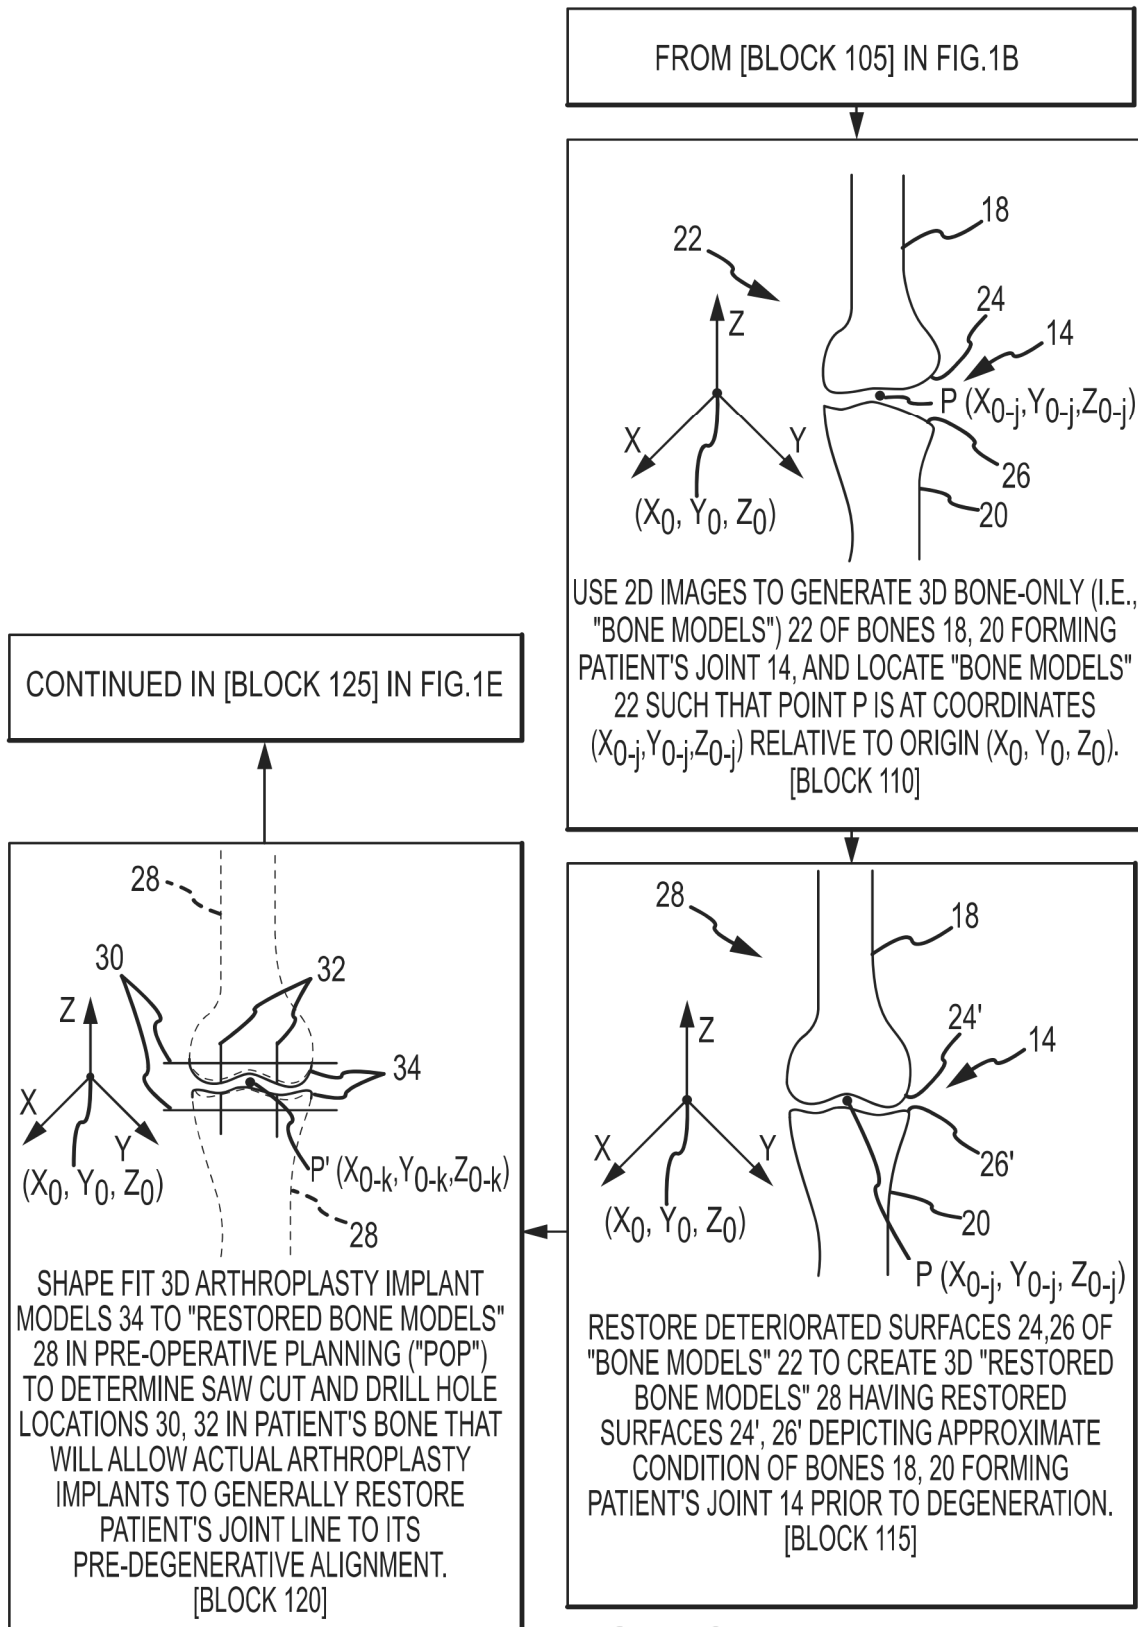 FROM [BLOCK 105] IN FIG.1B
18
22
24
Z
14
P (X0-j,Y0-j,Z0-j)
X
Y
26
(X0, Y0, Z0)
20
USE 2D IMAGES TO GENERATE 3D BONE-ONLY (I.E.,
"BONE MODELS") 22 OF BONES 18, 20 FORMING
PATIENT'S JOINT 14, AND LOCATE "BONE MODELS"
22 SUCH THAT POINT P IS AT COORDINATES
(X0-j,Y0-j,Z0-j) RELATIVE TO ORIGIN (X0, Y0, Z0).
[BLOCK 110]
28
18
24'
Z
14
X
Y
26'
(X0, Y0, Z0)
20
P (X0-j, Y0-j, Z0-j)
RESTORE DETERIORATED SURFACES 24,26 OF
"BONE MODELS" 22 TO CREATE 3D "RESTORED
BONE MODELS" 28 HAVING RESTORED
SURFACES 24', 26' DEPICTING APPROXIMATE
CONDITION OF BONES 18, 20 FORMING
PATIENT'S JOINT 14 PRIOR TO DEGENERATION.
[BLOCK 115]
28
30
32
Z
34
X
Y
P' (X0-k,Y0-k,Z0-k)
(X0, Y0, Z0)
28
SHAPE FIT 3D ARTHROPLASTY IMPLANT
MODELS 34 TO "RESTORED BONE MODELS"
28 IN PRE-OPERATIVE PLANNING ("POP")
TO DETERMINE SAW CUT AND DRILL HOLE
LOCATIONS 30, 32 IN PATIENT'S BONE THAT
WILL ALLOW ACTUAL ARTHROPLASTY
IMPLANTS TO GENERALLY RESTORE
PATIENT'S JOINT LINE TO ITS
PRE-DEGENERATIVE ALIGNMENT.
[BLOCK 120]
CONTINUED IN [BLOCK 125] IN FIG.1E